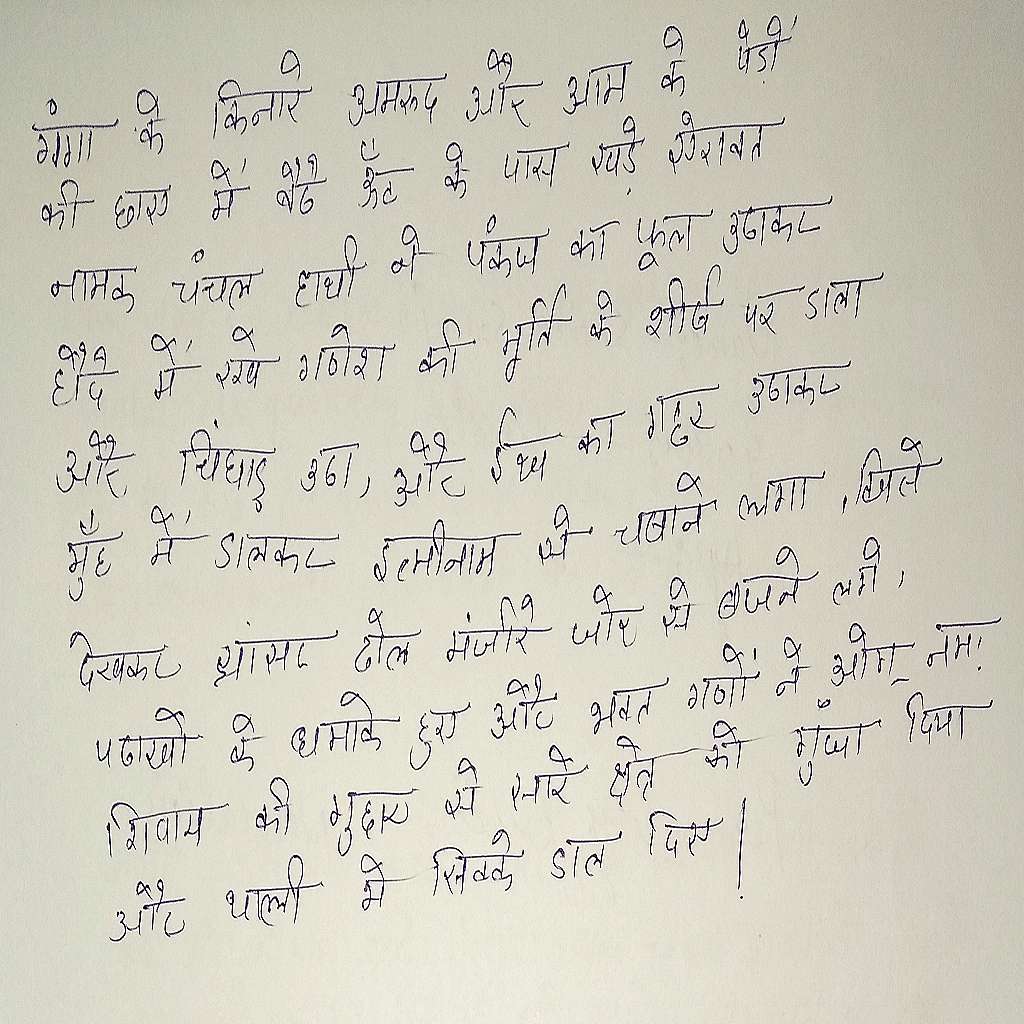 गंगा के किनारे अमरूद और आम के पेड़ों
की छाए में बैठे ऊँट के पास खड़े ऐरावत
नामक चंचल हाथी ने पंकज का फूल उठाकर
हौदे में रखे गणेश की मूर्ति के शीर्ष पर डाला
और चिंघाड़ उठा, और ईख का गट्ठर उठाकर
मुँह में डालकर इत्मीनाम से चबाने लगा, जिसे
देखकर झांसर ढोल मंजीरे जोर से बजने लगे,
पटाखों के धमाके हुए और भक्त गणों ने ओम् नमः
शिवाय की गुहार से सारे क्षेत्र को गुंजा दिया
और थाली में सिक्के डाल दिए।